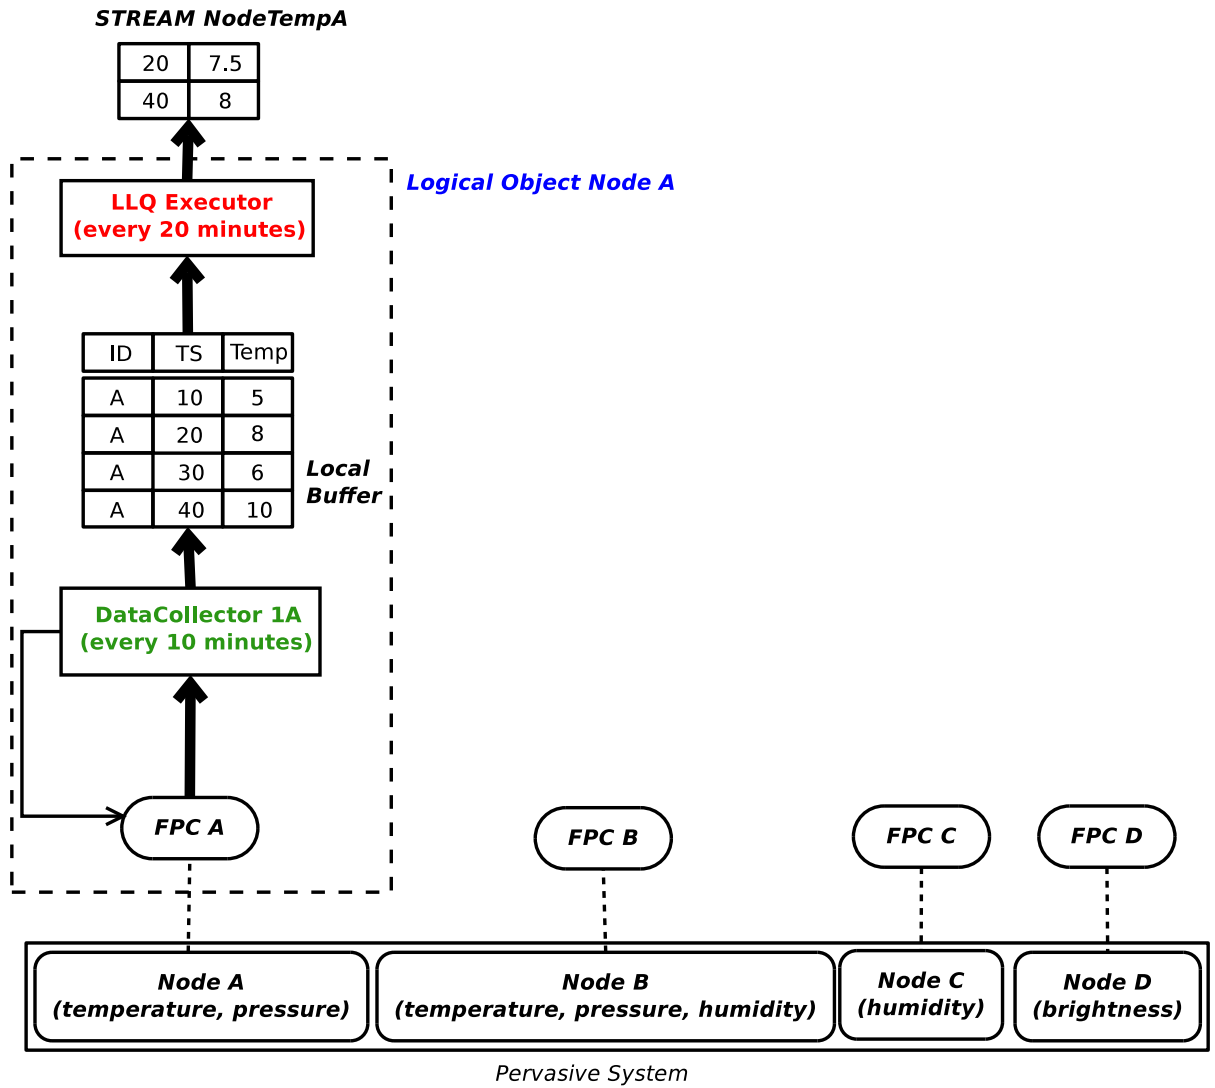 STREAM NodeTempA
20 7.5
40 8
Logical Object Node A
LLQ Executor
(every 20 minutes)
ID TS Temp
A 10 5
A 20 8
A 30 6
A 40 10
Local
Buffer
DataCollector 1A
(every 10 minutes)
FPC A
FPC B
FPC C
FPC D
Node A
(temperature, pressure)
Node B
(temperature, pressure, humidity)
Node C
(humidity)
Node D
(brightness)
Pervasive System